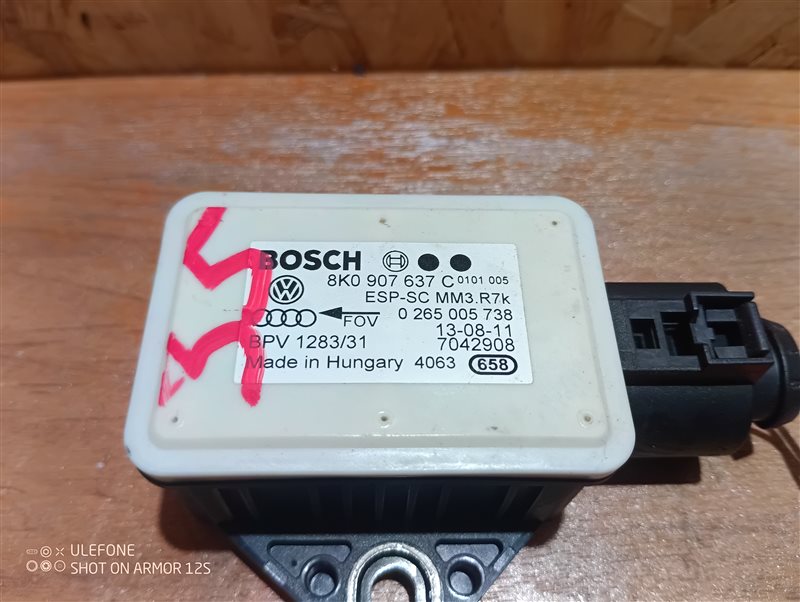 BOSCH
8K0 907 637 C 0101 005
ESP-SC MM3.R7k
FOV 0 265 005 738
13-08-11
BPV 1283/31 7042908
Made in Hungary 4063 658
ULEFONE
SHOT ON ARMOR 12S